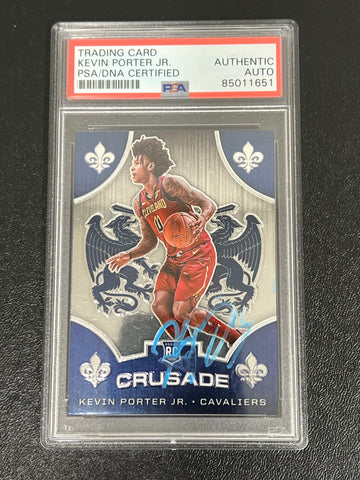 TRADING CARD
KEVIN PORTER JR.
PSA/DNA CERTIFIED
AUTHENTIC
AUTO
85011651
PSA
CLEVELAND
RC
CRUSADE
KEVIN PORTER JR. • CAVALIERS